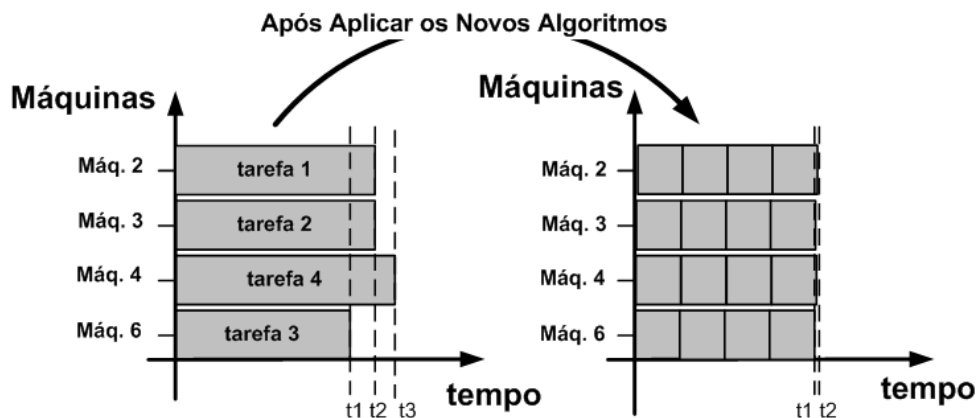 Após Aplicar os Novos Algoritmos
Máquinas
Máq. 2
tarefa 1
Máq. 3
tarefa 2
Máq. 4
tarefa 4
Máq. 6
tarefa 3
tempo
t1 t2 t3
Máquinas
Máq. 2
Máq. 3
Máq. 4
Máq. 6
tempo
t1 t2